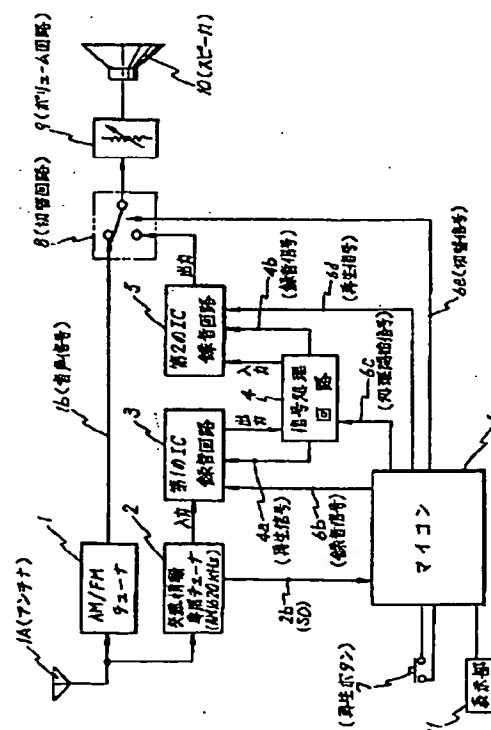 1A(アンテナ)
1
AM/FM
チューナ
2
交通情報
専用チューナ
(AM1620KHz)
1b(音声信号)
8(切替回路)
9(ボリューム回路)
10(スピーカ)
入力
3
第1のIC
録音回路
出力
4
信号処理
回路
入力
5
第2のIC
録音回路
出力
4a
(再生信号)
4b
(録音信号)
6b
(録音信号)
6c
(処理開始信号)
6d
(再生信号)
6e(切替信号)
2b
(SD)
マイコン
(再生ボタン)
7
表示部